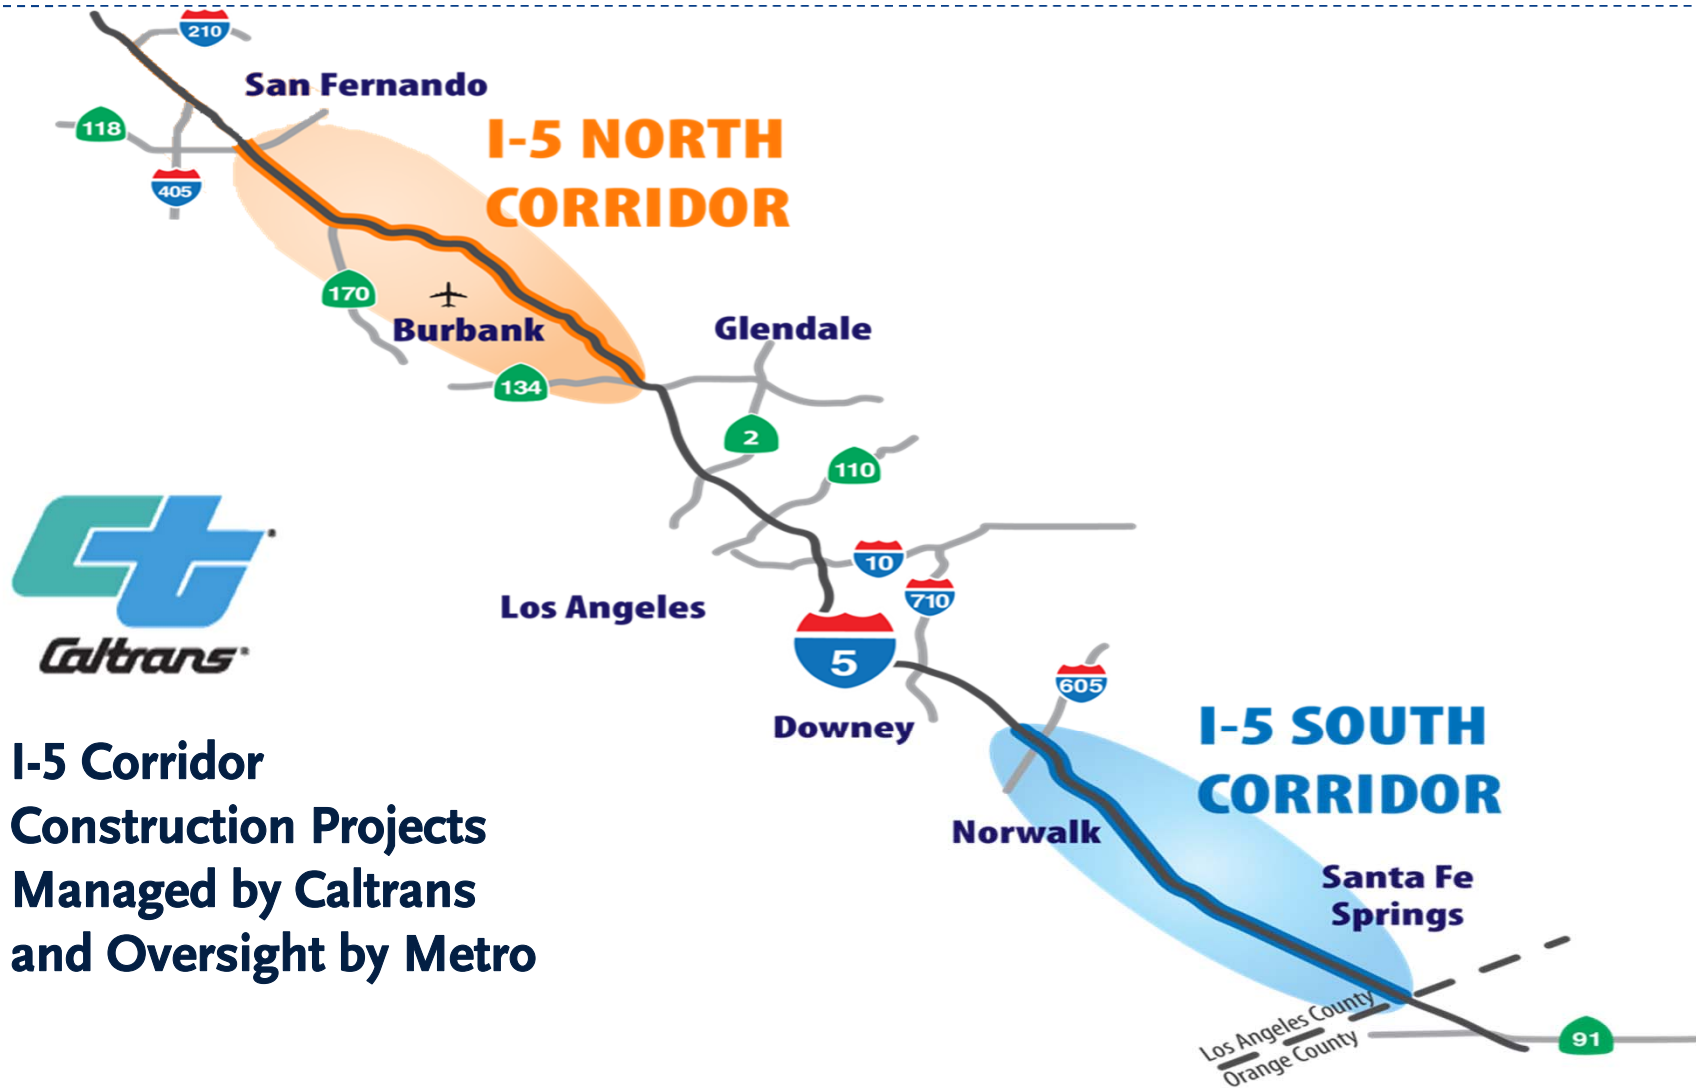 210
San Fernando
118
I-5 NORTH
CORRIDOR
405
170
Burbank
Glendale
134
2
110
10
Los Angeles
710
5
Caltrans
605
Downey
I-5 SOUTH
CORRIDOR
I-5 Corridor
Construction Projects
Managed by Caltrans
and Oversight by Metro
Norwalk
Santa Fe
Springs
Los Angeles County
Orange County
91